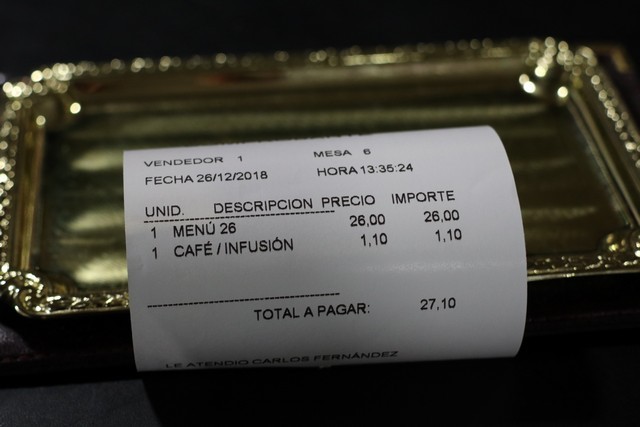 VENDEDOR 1 MESA 6
FECHA 26/12/2018 HORA 13:35:24
UNID. DESCRIPCION PRECIO IMPORTE
1 MENÚ 26 26,00 26,00
1 CAFÉ / INFUSIÓN 1,10 1,10
TOTAL A PAGAR: 27,10
LE ATENDIO CARLOS FERNÁNDEZ